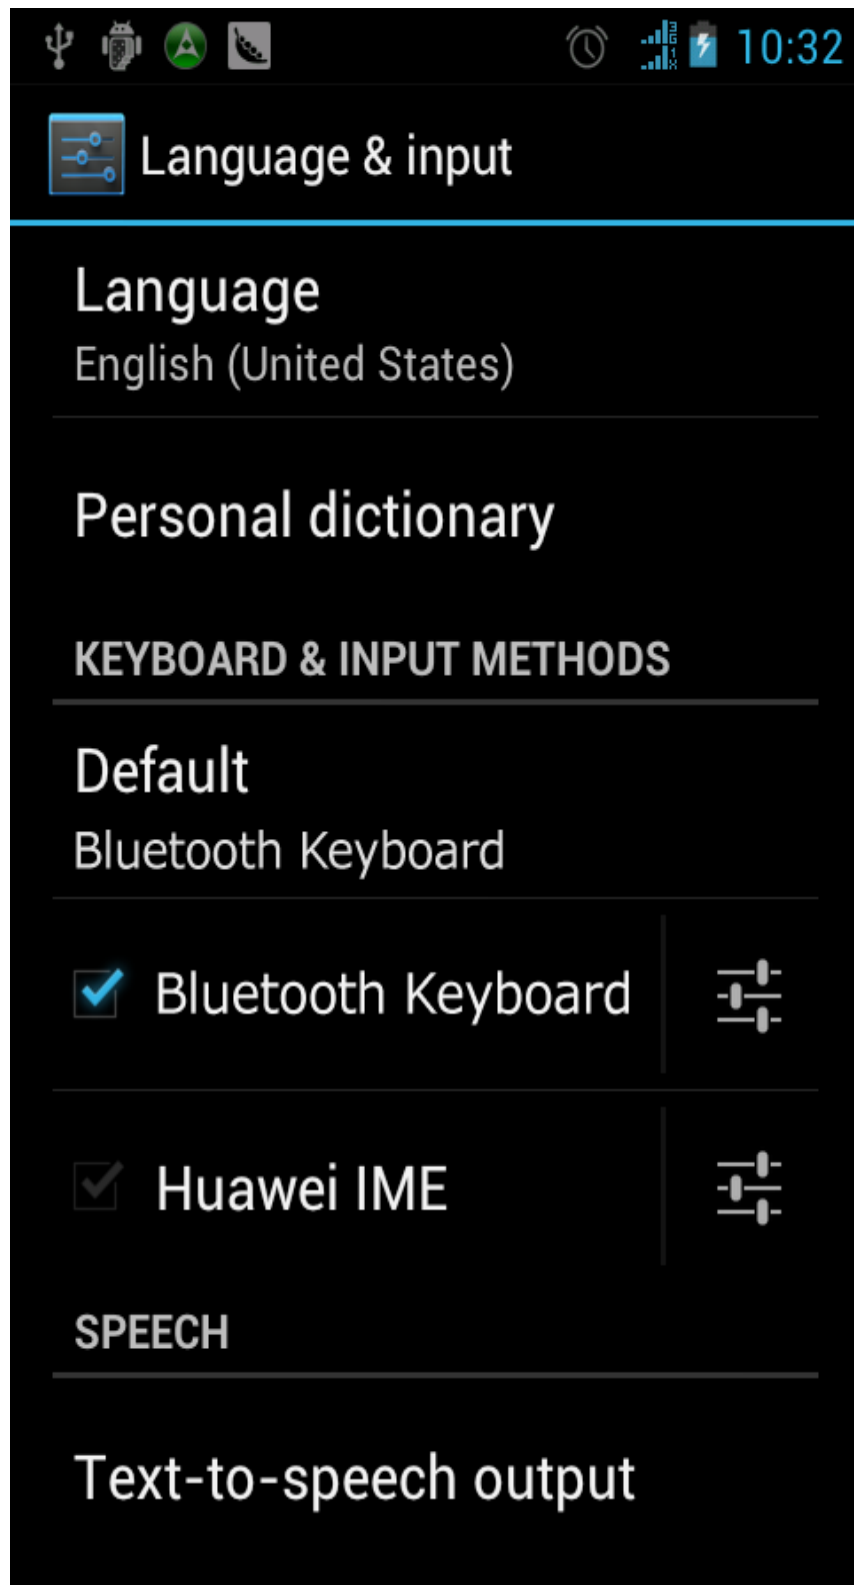 10:32
Language & input
Language
English (United States)
Personal dictionary
KEYBOARD & INPUT METHODS
Default
Bluetooth Keyboard
Bluetooth Keyboard
Huawei IME
SPEECH
Text-to-speech output